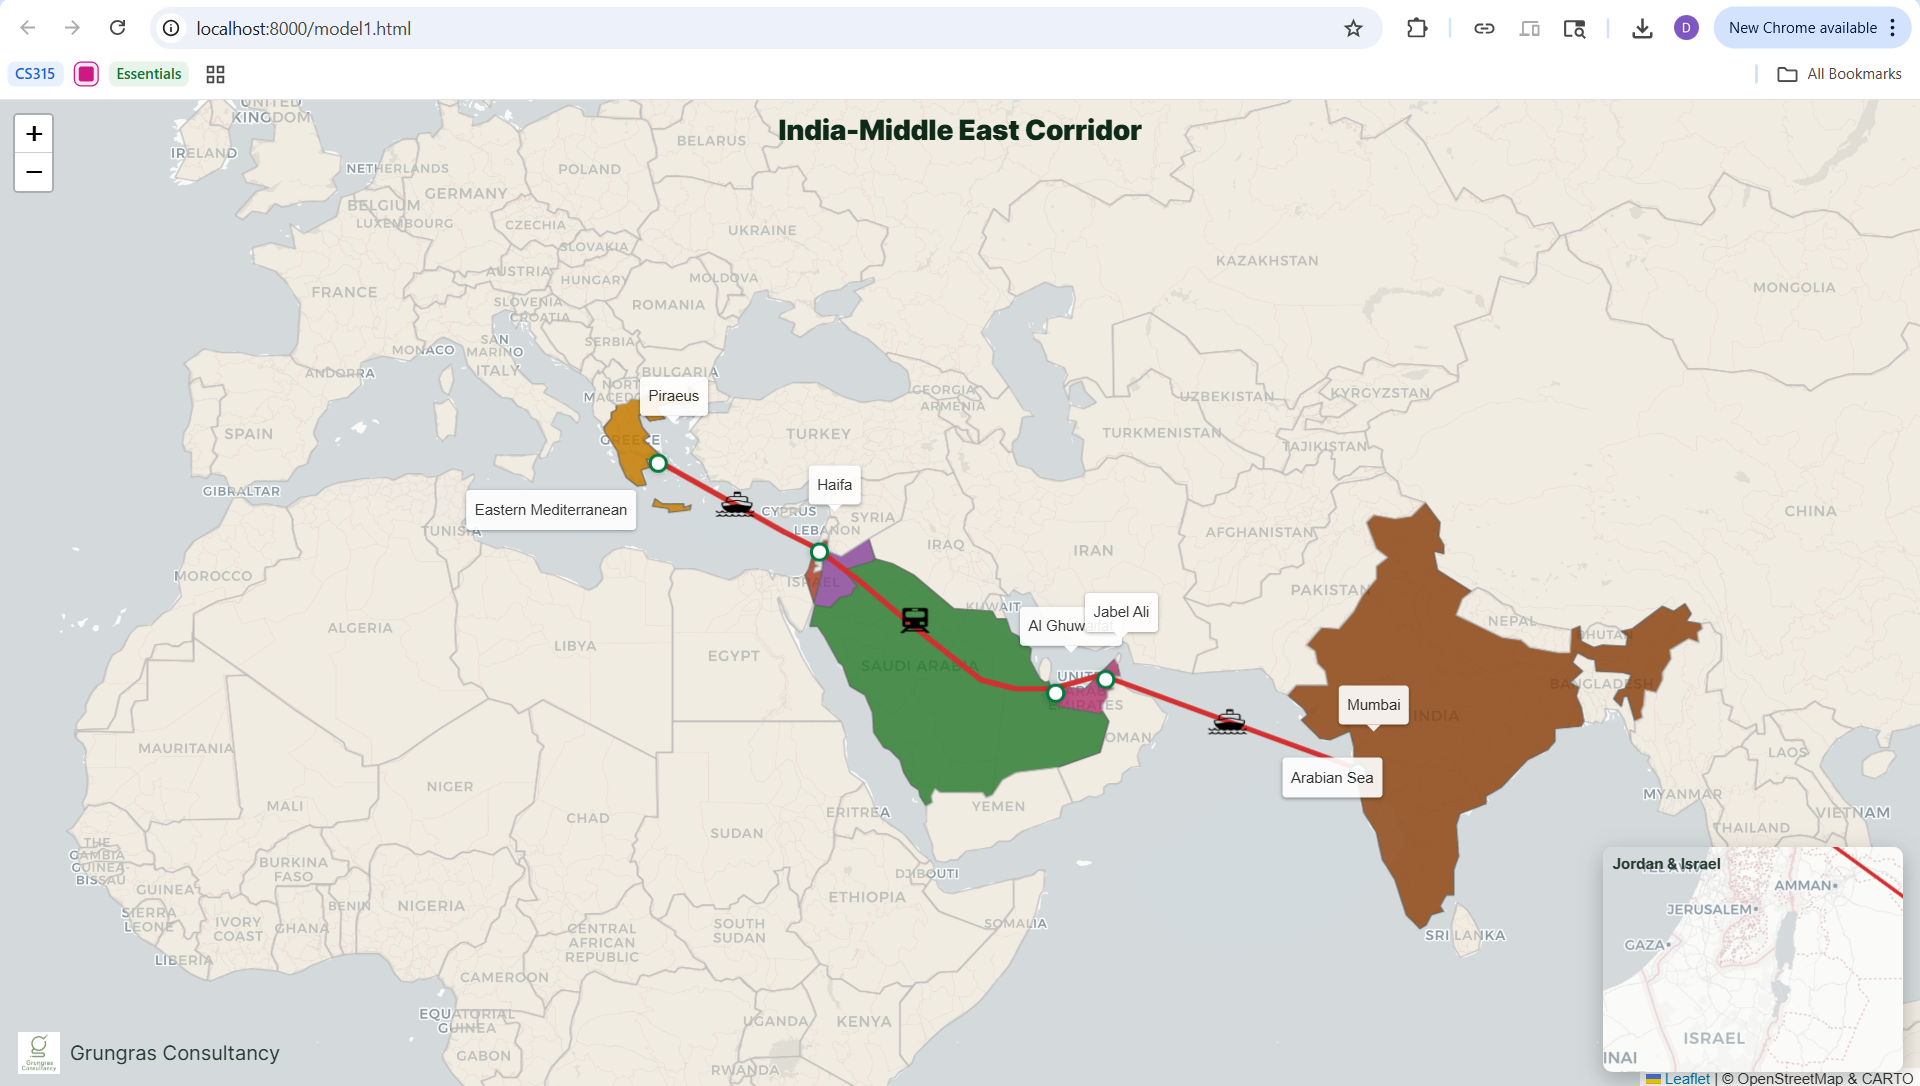 localhost:8000/model1.html
D
New Chrome available
CS315
Essentials
All Bookmarks
+
−
India-Middle East Corridor
UNITED
KINGDOM
IRELAND
NETHERLANDS
BELARUS
POLAND
GERMANY
BELGIUM
LUXEMBOURG
CZECHIA
UKRAINE
SLOVAKIA
KAZAKHSTAN
AUSTRIA
HUNGARY
MOLDOVA
MONGOLIA
FRANCE
SLOVENIA
CROATIA
ROMANIA
SAN
MARINO
MONACO
SERBIA
ITALY
ANDORRA
BULGARIA
NORTH
MACEDO
Piraeus
GEORGIA
ARMENIA
UZBEKISTAN
KYRGYZSTAN
SPAIN
GREECE
TURKEY
TURKMENISTAN
TAJIKISTAN
GIBRALTAR
Haifa
Eastern Mediterranean
CYPRUS
LEBANON
SYRIA
TUNISIA
CHINA
IRAQ
IRAN
AFGHANISTAN
MOROCCO
ISRAEL
PAKISTAN
KUWAIT
Jabel Ali
Al Ghuwaifat
NEPAL
BHUTAN
ALGERIA
LIBYA
EGYPT
SAUDI ARABIA
UNITED
ARAB
EMIRATES
BANGLADESH
Mumbai
INDIA
OMAN
MAURITANIA
Arabian Sea
LAOS
NIGER
MALI
CHAD
SUDAN
ERITREA
YEMEN
MYANMAR
VIETNAM
THAILAND
THE
GAMBIA
GUINEA-
BISSAU
BURKINA
FASO
DJIBOUTI
GUINEA
BENIN
NIGERIA
ETHIOPIA
SIERRA
LEONE
IVORY
COAST
GHANA
CENTRAL
AFRICAN
REPUBLIC
SOUTH
SUDAN
SOMALIA
SRI LANKA
LIBERIA
CAMEROON
EQUATORIAL
GUINEA
UGANDA
KENYA
GABON
RWANDA
Grungras
Consultancy
Grungras Consultancy
Jordan & Israel
AMMAN
JERUSALEM
GAZA
ISRAEL
INAI
Leaflet | © OpenStreetMap & CARTO